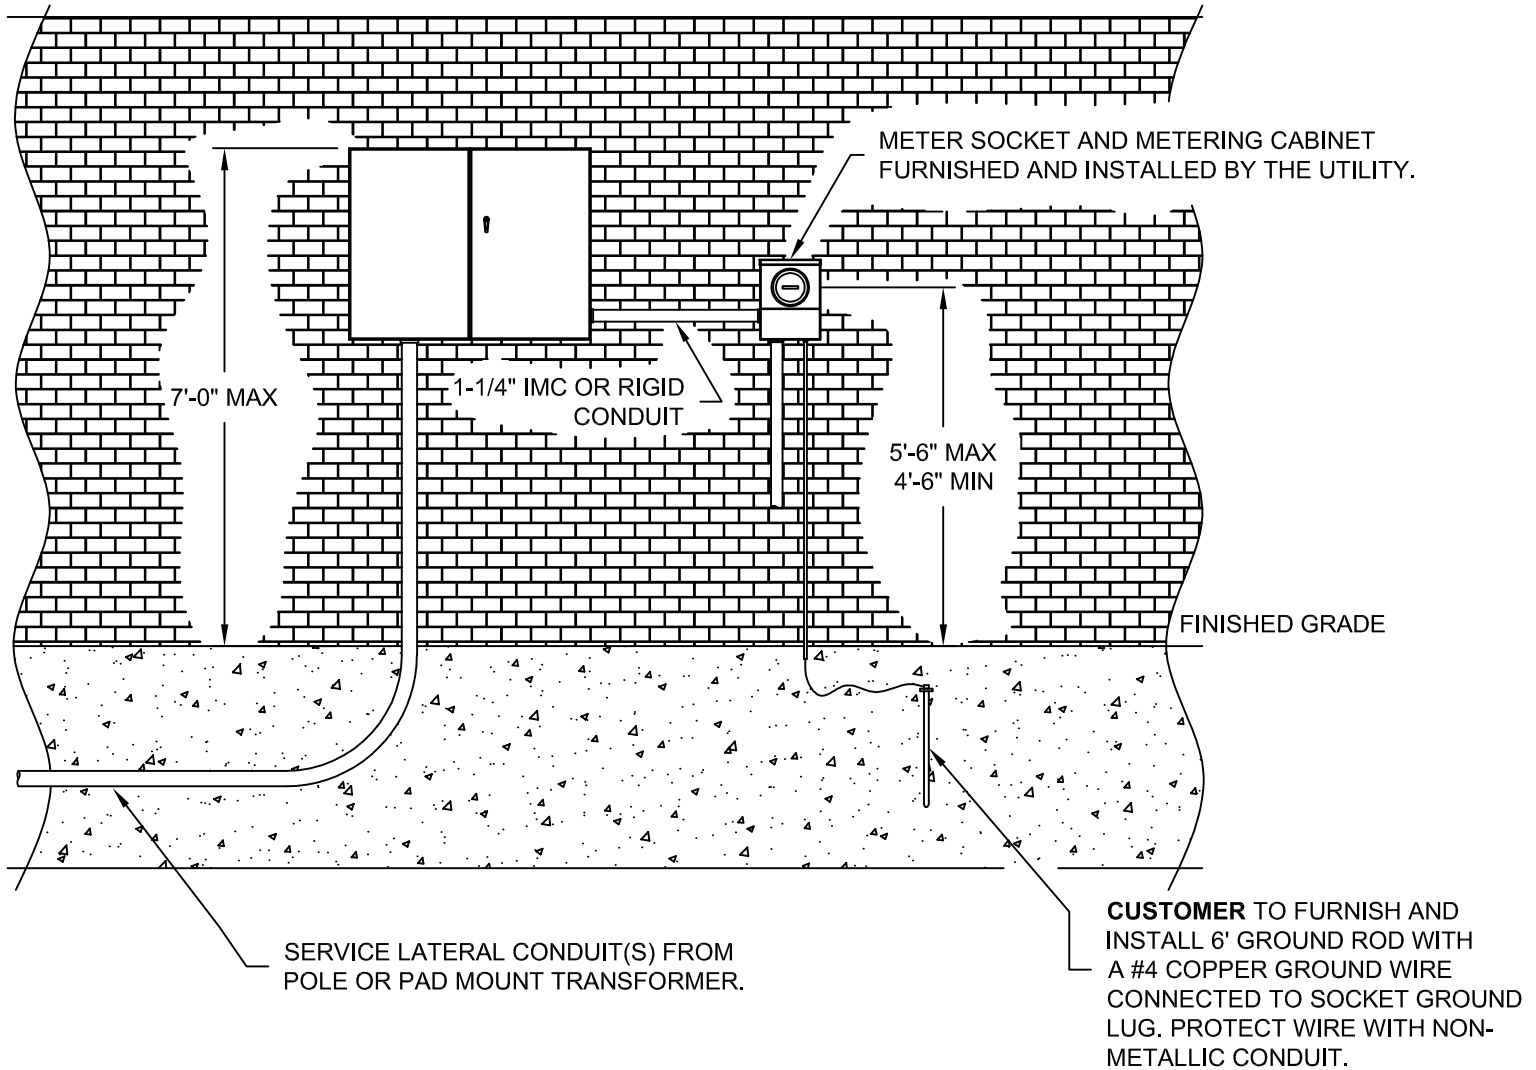 METER SOCKET AND METERING CABINET
FURNISHED AND INSTALLED BY THE UTILITY.
7'-0" MAX
1-1/4" IMC OR RIGID
CONDUIT
5'-6" MAX
4'-6" MIN
FINISHED GRADE
SERVICE LATERAL CONDUIT(S) FROM
POLE OR PAD MOUNT TRANSFORMER.
CUSTOMER TO FURNISH AND
INSTALL 6' GROUND ROD WITH
A #4 COPPER GROUND WIRE
CONNECTED TO SOCKET GROUND
LUG. PROTECT WIRE WITH NON-
METALLIC CONDUIT.